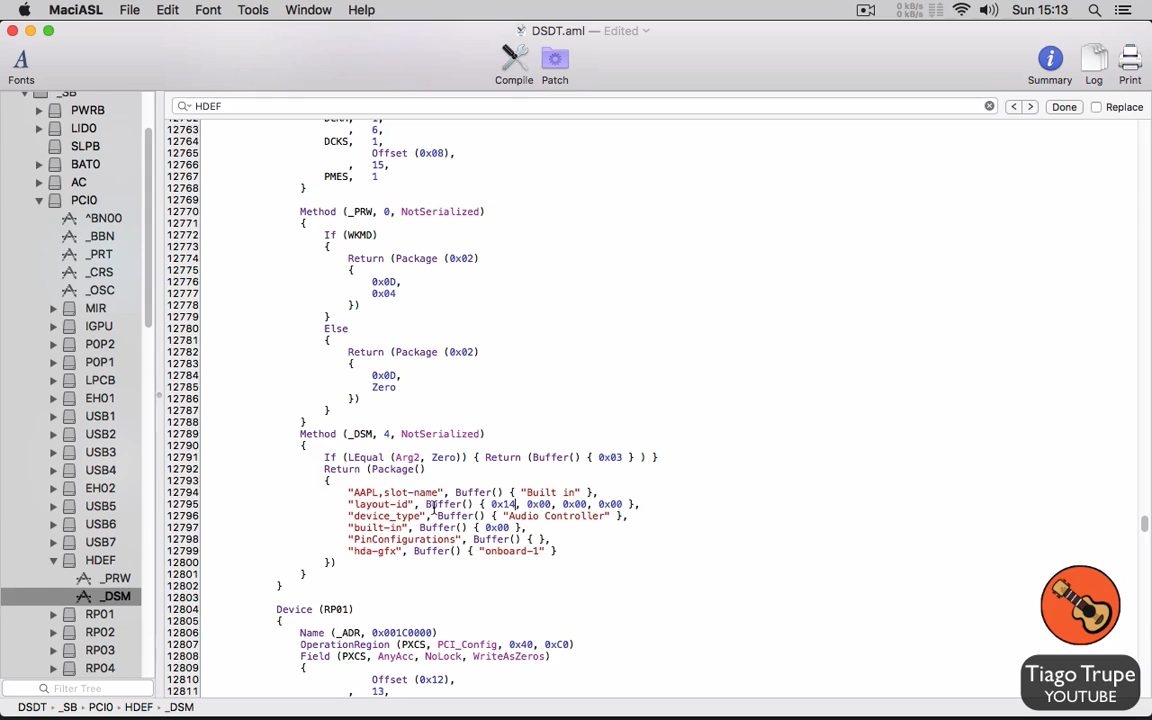 MaciASL File Edit Font Tools Window Help 0 kB/s 0 kB/s Sun 15:13
DSDT.aml — Edited
A
Fonts Compile Patch Summary Log Print
HDEF Done Replace
_SB
PWRB
LID0
SLPB
BAT0
AC
PCI0
^BN00
_BBN
_PRT
_CRS
_OSC
MIR
IGPU
P0P2
P0P1
LPCB
EH01
USB1
USB2
USB3
USB4
EH02
USB5
USB6
USB7
HDEF
_PRW
_DSM
RP01
RP02
RP03
RP04
Filter Tree
12763 , 6,
12764 DCKS, 1,
12765 Offset (0x08),
12766 , 15,
12767 PMES, 1
12768 }
12769
12770 Method (_PRW, 0, NotSerialized)
12771 {
12772 If (WKMD)
12773 {
12774 Return (Package (0x02)
12775 {
12776 0x0D,
12777 0x04
12778 })
12779 }
12780 Else
12781 {
12782 Return (Package (0x02)
12783 {
12784 0x0D,
12785 Zero
12786 })
12787 }
12788 }
12789 Method (_DSM, 4, NotSerialized)
12790 {
12791 If (LEqual (Arg2, Zero)) { Return (Buffer() { 0x03 } ) }
12792 Return (Package()
12793 {
12794 "AAPL,slot-name", Buffer() { "Built in" },
12795 "layout-id", Buffer() { 0x14, 0x00, 0x00, 0x00 },
12796 "device_type", Buffer() { "Audio Controller" },
12797 "built-in", Buffer() { 0x00 },
12798 "PinConfigurations", Buffer() { },
12799 "hda-gfx", Buffer() { "onboard-1" }
12800 })
12801 }
12802 }
12803
12804 Device (RP01)
12805 {
12806 Name (_ADR, 0x001C0000)
12807 OperationRegion (PXCS, PCI_Config, 0x40, 0xC0)
12808 Field (PXCS, AnyAcc, NoLock, WriteAsZeros)
12809 {
12810 Offset (0x12),
12811 , 13,
DSDT _SB PCI0 HDEF _DSM
Tiago Trupe
YOUTUBE